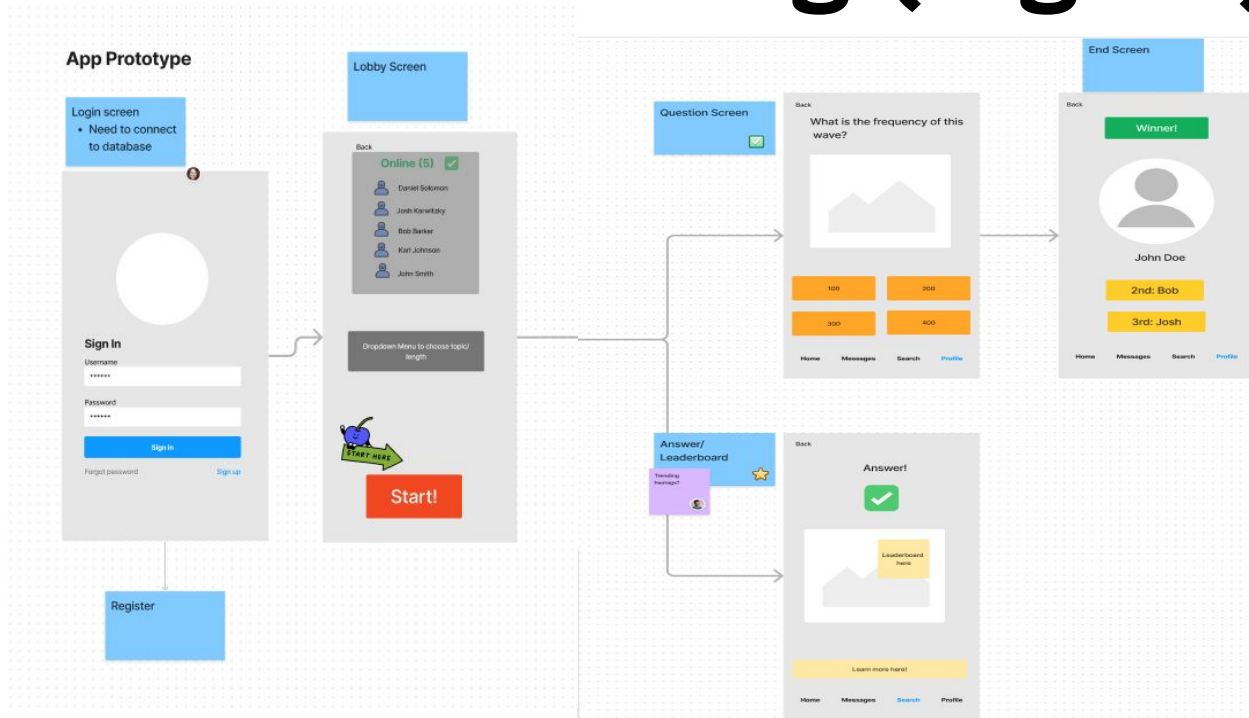 App Prototype
Login screen
• Need to connect
to database
Sign In
Username
******
Password
******
Sign In
Forgot password
Sign up
Register
Lobby Screen
Back
Online (5)
Daniel Solomon
Josh Karwitzky
Bob Barker
Karl Johnson
John Smith
Dropdown Menu to choose topic/
length
START HERE
Start!
Question Screen
Back
What is the frequency of this
wave?
100
200
300
400
Home
Messages
Search
Profile
Answer/
Leaderboard
Trending
Back
Answer!
Leaderboard
here
Learn more here!
Home
Messages
Search
Profile
End Screen
Back
Winner!
John Doe
2nd: Bob
3rd: Josh
Home
Messages
Search
Profile